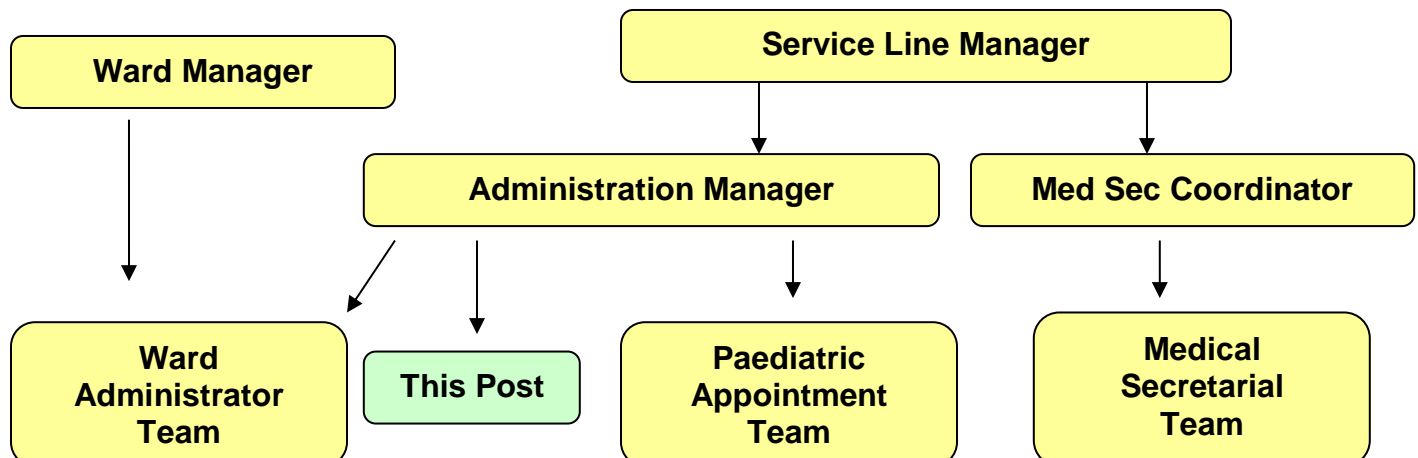 Service Line Manager
Ward Manager
Administration Manager
Med Sec Coordinator
Ward
Administrator
Team
This Post
Paediatric
Appointment
Team
Medical
Secretarial
Team